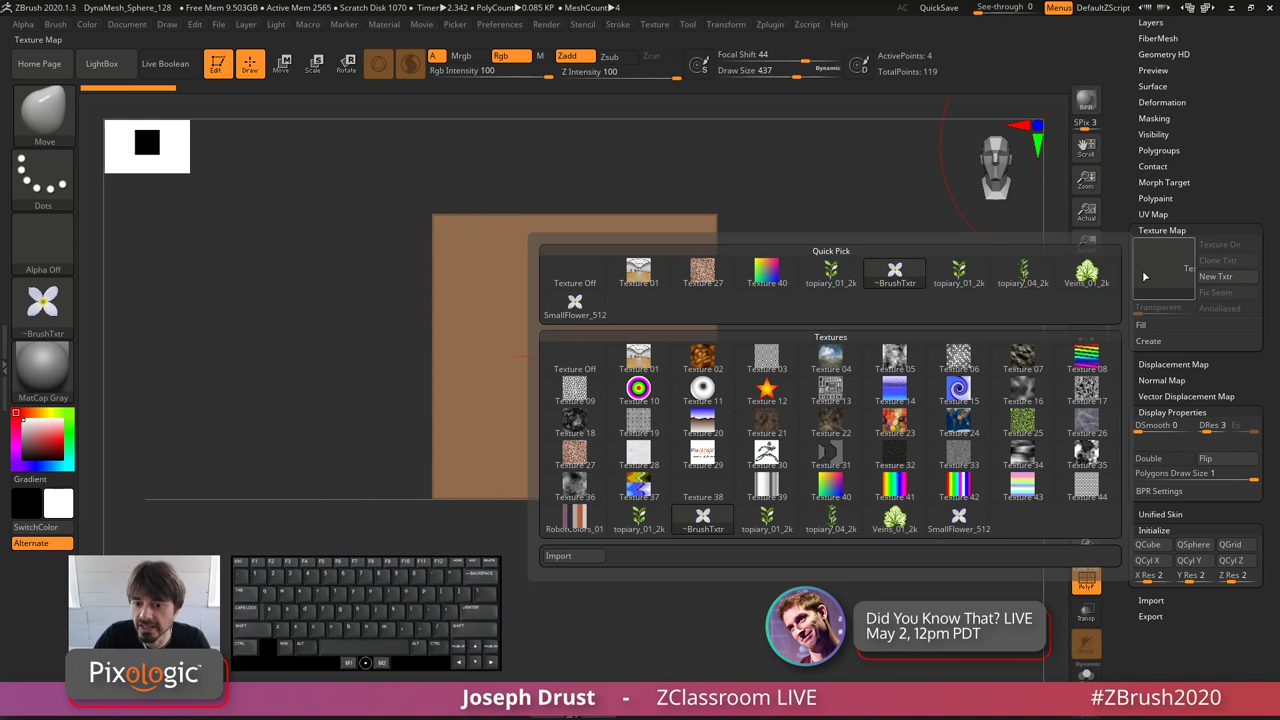 ZBrush 2020.1.3 DynaMesh_Sphere_128 • Free Mem 9.503GB • Active Mem 2565 • Scratch Disk 1070 • Timer▶2.342 • PolyCount▶0.085 KP • MeshCount▶4
AC QuickSave See-through 0 Menus DefaultZScript
Alpha Brush Color Document Draw Edit File Layer Light Macro Marker Material Movie Picker Preferences Render Stencil Stroke Texture Tool Transform Zplugin Zscript Help
Texture Map
Home Page LightBox Live Boolean Edit Draw Move Scale Rotate
A Mrgb Rgb M Zadd Zsub Zcut
Rgb Intensity 100 Z Intensity 100
Focal Shift 44
Draw Size 437 Dynamic
S D
ActivePoints: 4
TotalPoints: 119
Move
Dots
Alpha Off
~BrushTxtr
MatCap Gray
Gradient
SwitchColor
Alternate
Quick Pick
Texture Off Texture 01 Texture 27 Texture 40 topiary_01_2k ~BrushTxtr topiary_01_2k topiary_04_2k Veins_01_2k
SmallFlower_512
Textures
Texture Off Texture 01 Texture 02 Texture 03 Texture 04 Texture 05 Texture 06 Texture 07 Texture 08
Texture 09 Texture 10 Texture 11 Texture 12 Texture 13 Texture 14 Texture 15 Texture 16 Texture 17
Texture 18 Texture 19 Texture 20 Texture 21 Texture 22 Texture 23 Texture 24 Texture 25 Texture 26
Texture 27 Texture 28 Texture 29 Texture 30 Texture 31 Texture 32 Texture 33 Texture 34 Texture 35
Texture 36 Texture 37 Texture 38 Texture 39 Texture 40 Texture 41 Texture 42 Texture 43 Texture 44
RobotColors_01 topiary_01_2k ~BrushTxtr topiary_01_2k topiary_04_2k Veins_01_2k SmallFlower_512
Import
BPR
SPix 3
Scroll
Zoom
Actual
PolyF
Transp
Dynamic
Layers
FiberMesh
Geometry HD
Preview
Surface
Deformation
Masking
Visibility
Polygroups
Contact
Morph Target
Polypaint
UV Map
Texture Map
Texture On
Clone Txtr
New Txtr
Fix Seam
Transparent Antialiased
Fill
Create
Displacement Map
Normal Map
Vector Displacement Map
Display Properties
DSmooth 0 DRes 3 Es
Double Flip
Polygons Draw Size 1
BPR Settings
Unified Skin
Initialize
QCube QSphere QGrid
QCyl X QCyl Y QCyl Z
X Res 2 Y Res 2 Z Res 2
Import
Export
M1 M2
Pixologic™
Did You Know That? LIVE
May 2, 12pm PDT
Joseph Drust - ZClassroom LIVE #ZBrush2020